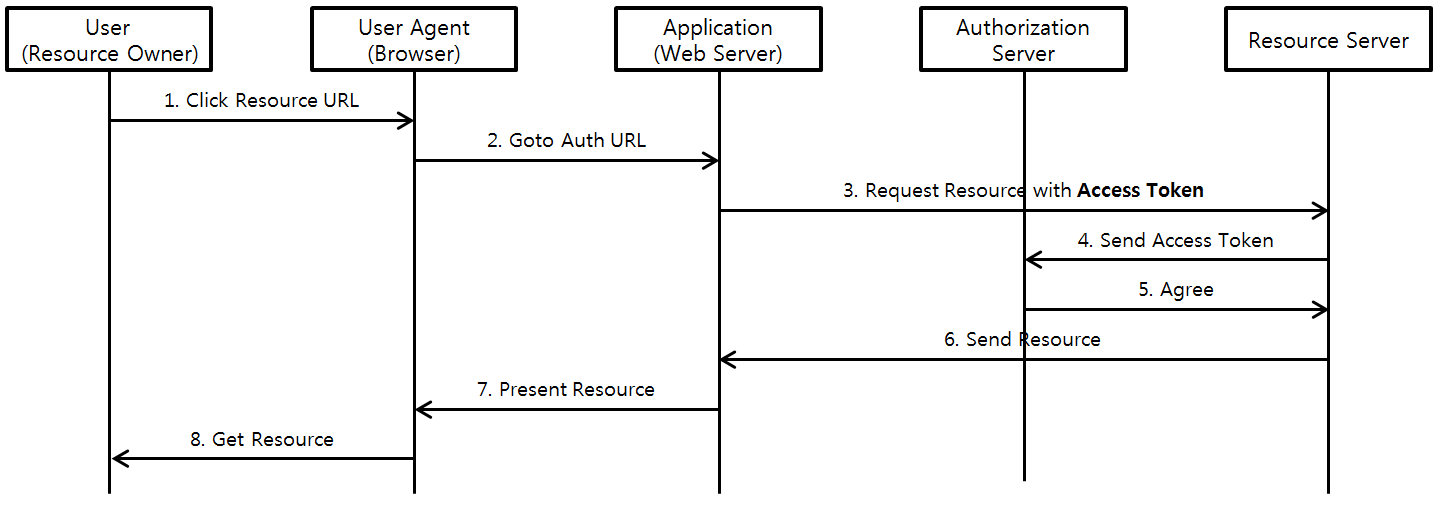 User
(Resource Owner)
User Agent
(Browser)
Application
(Web Server)
Authorization
Server
Resource Server
1. Click Resource URL
2. Goto Auth URL
3. Request Resource with Access Token
4. Send Access Token
5. Agree
6. Send Resource
7. Present Resource
8. Get Resource